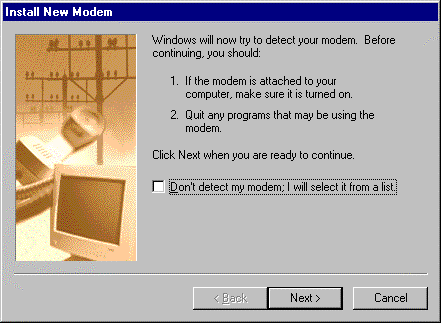 Install New Modem
Windows will now try to detect your modem. Before
continuing, you should:
1. If the modem is attached to your
computer, make sure it is turned on.
2. Quit any programs that may be using the
modem.
Click Next when you are ready to continue.
Don't detect my modem; I will select it from a list.
< Back
Next >
Cancel